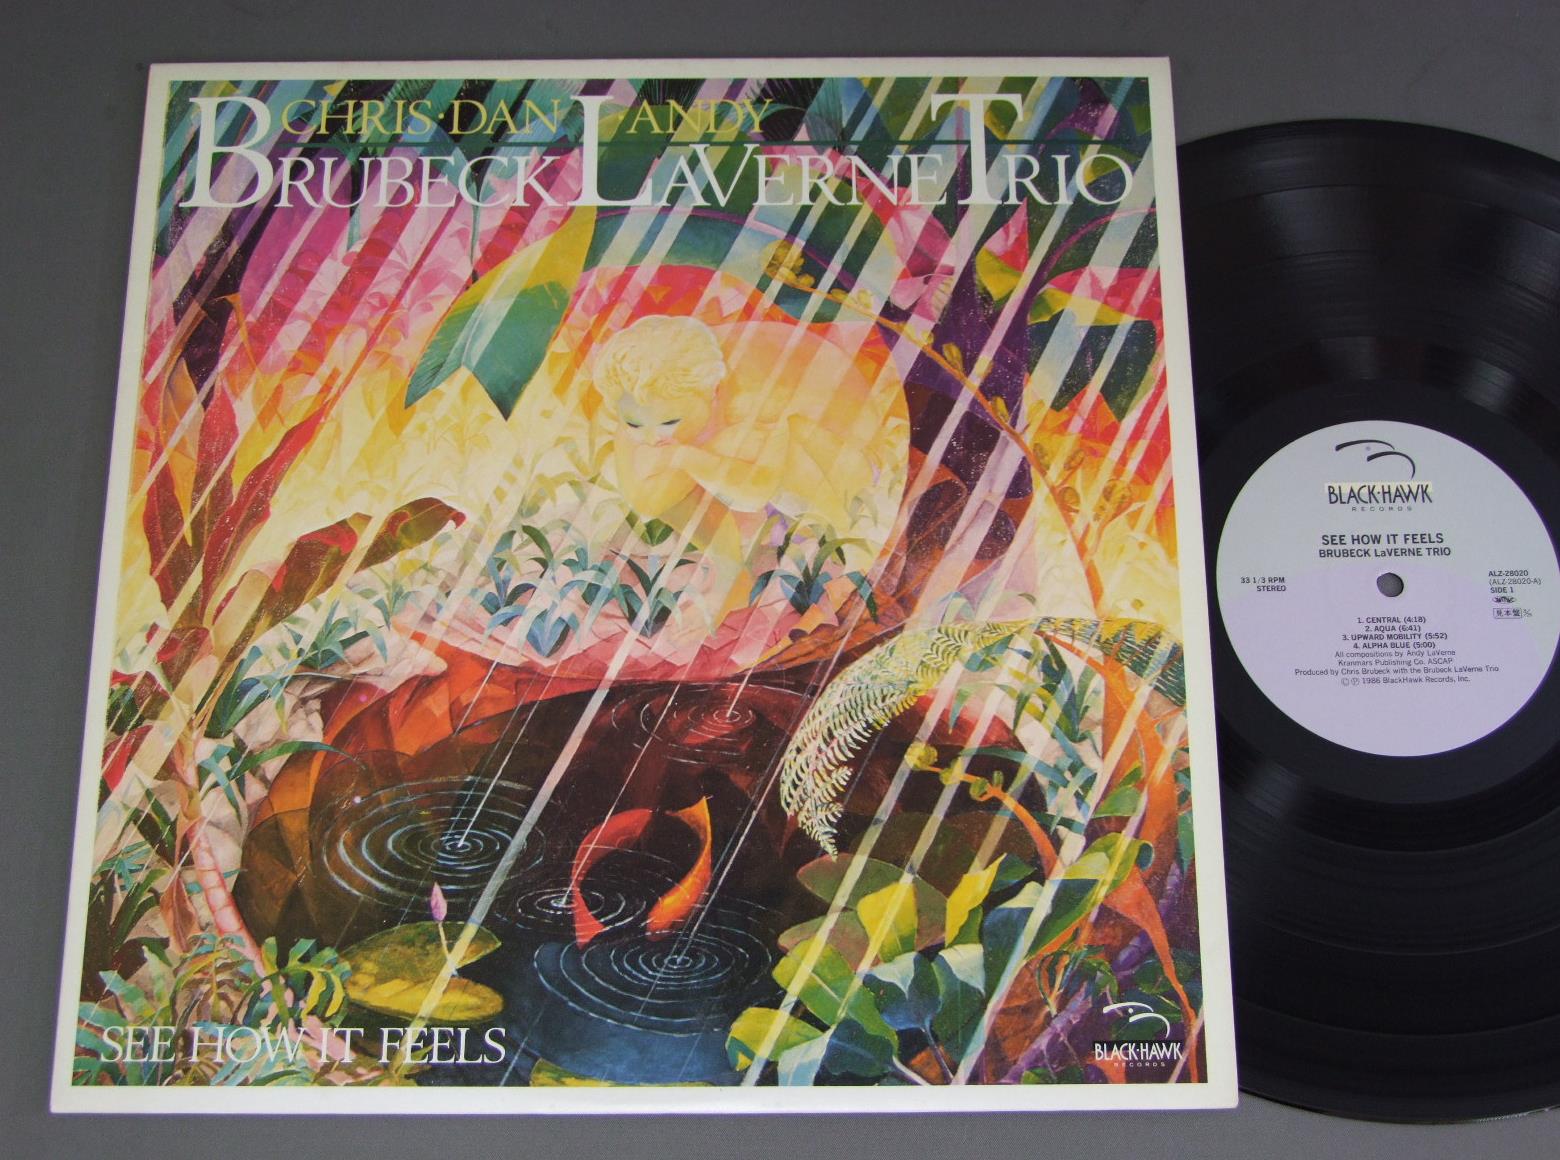 CHRIS·DAN ·ANDY
BRUBECK LAVERNE TRIO
SEE HOW IT FEELS
BLACK·HAWK
RECORDS
BLACK·HAWK
RECORDS
SEE HOW IT FEELS
BRUBECK LaVERNE TRIO
33 1/3 RPM
STEREO
ALZ-28020
(ALZ-28020-A)
SIDE 1
見本盤
1. CENTRAL (4:18)
2. AQUA (6:41)
3. UPWARD MOBILITY (5:52)
4. ALPHA BLUE (5:00)
All compositions by Andy LaVerne
Kranmars Publishing Co. ASCAP
Produced by Chris Brubeck with the Brubeck LaVerne Trio
© ℗ 1986 BlackHawk Records, Inc.